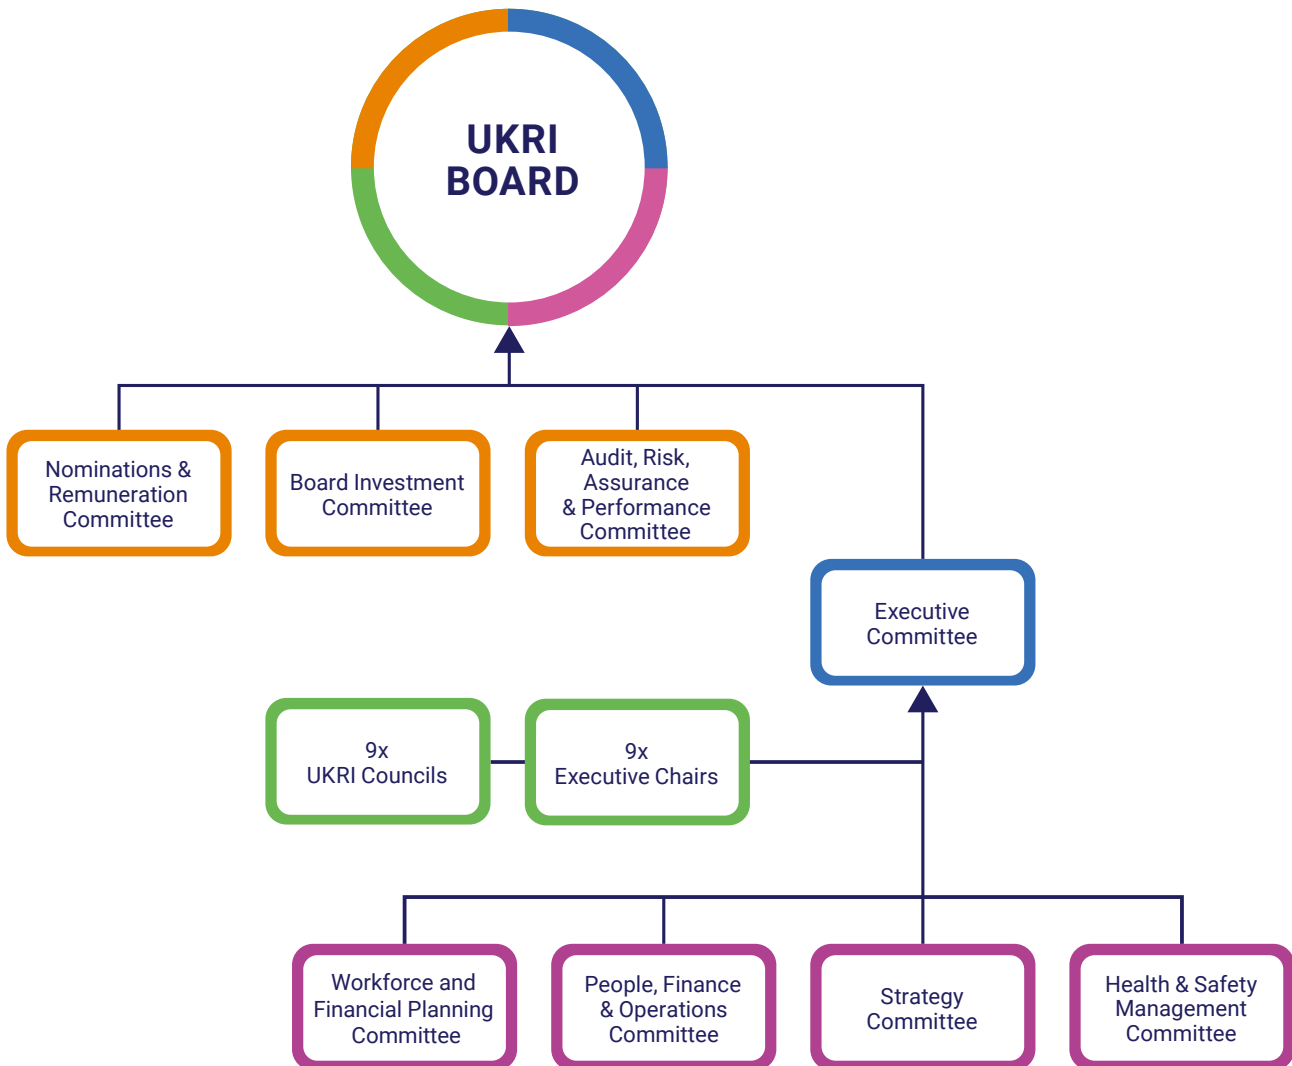 UKRI
BOARD
Nominations &
Remuneration
Committee
Board Investment
Committee
Audit, Risk,
Assurance
& Performance
Committee
Executive
Committee
9x
UKRI Councils
9x
Executive Chairs
Workforce and
Financial Planning
Committee
People, Finance
& Operations
Committee
Strategy
Committee
Health & Safety
Management
Committee